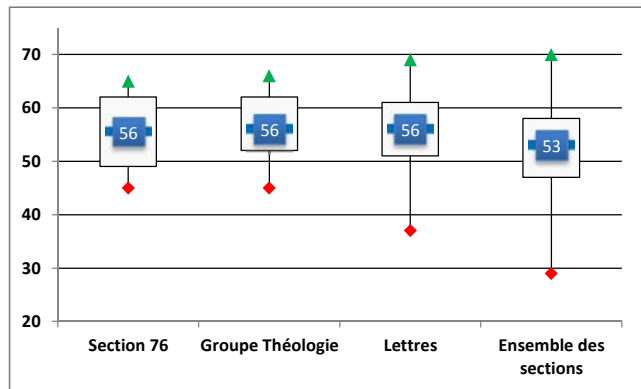 70
60
50
40
30
20
56
56
56
53
Section 76
Groupe Théologie
Lettres
Ensemble des
sections